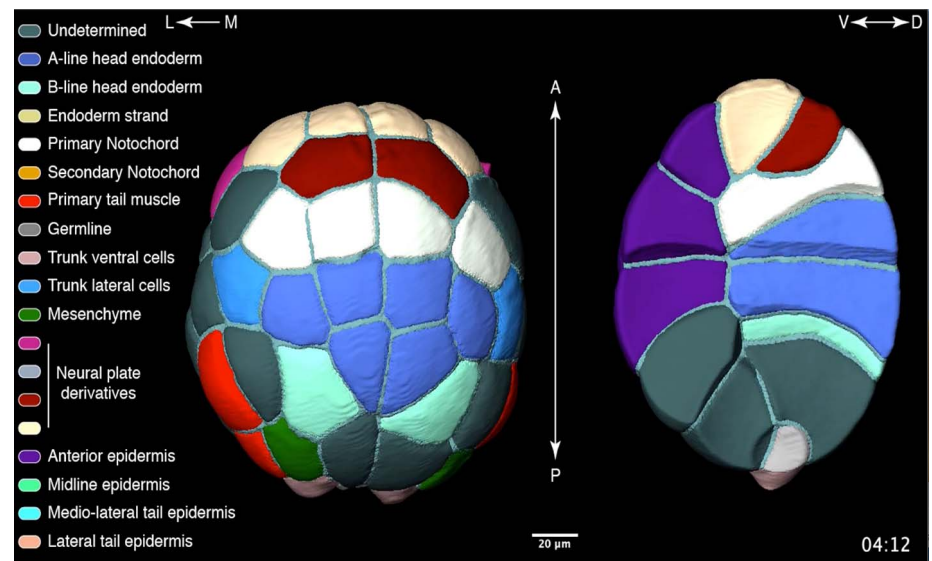 Undetermined
A-line head endoderm
B-line head endoderm
Endoderm strand
Primary Notochord
Secondary Notochord
Primary tail muscle
Germline
Trunk ventral cells
Trunk lateral cells
Mesenchyme
Neural plate
derivatives
Anterior epidermis
Midline epidermis
Medio-lateral tail epidermis
Lateral tail epidermis
L M
A
P
20 µm
V D
04:12